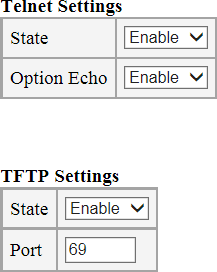 Telnet Settings
State Enable
Option Echo Enable
TFTP Settings
State Enable
Port 69